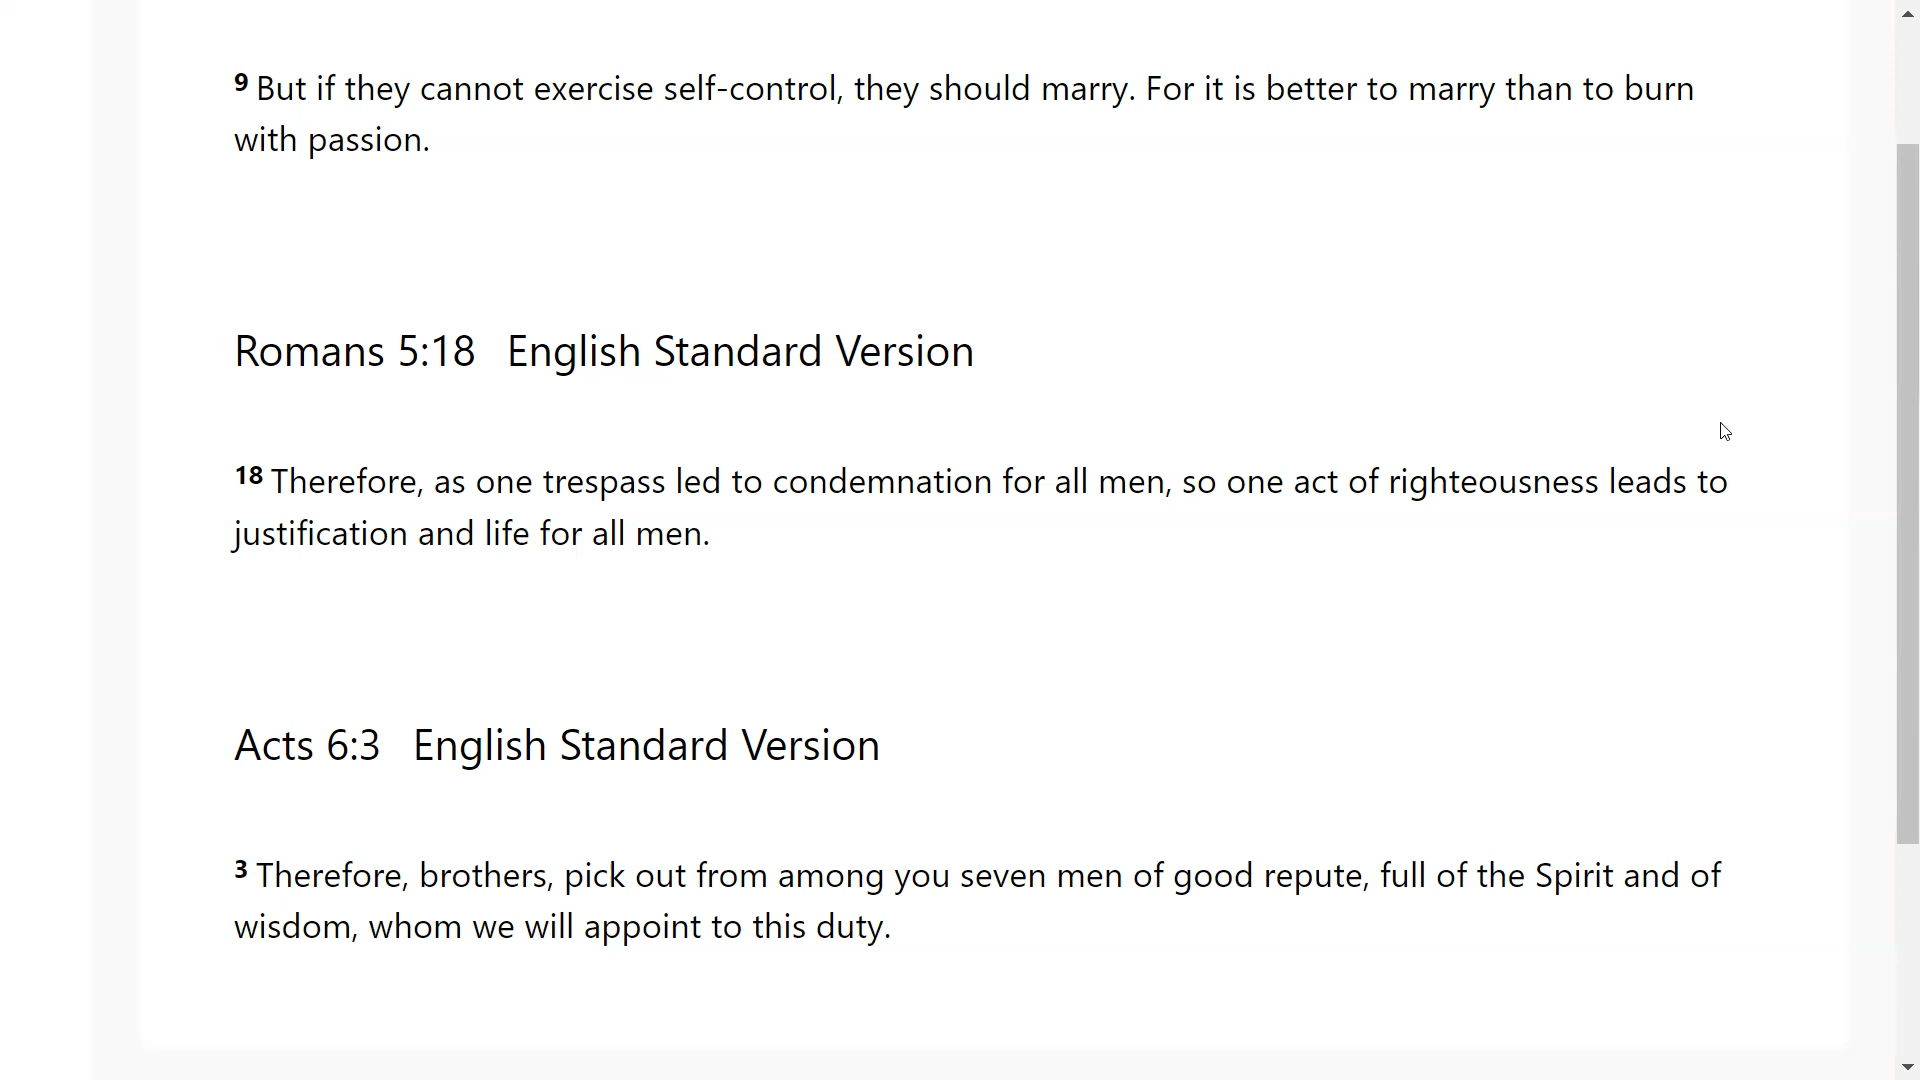 9 But if they cannot exercise self-control, they should marry. For it is better to marry than to burn
with passion.
Romans 5:18 English Standard Version
18 Therefore, as one trespass led to condemnation for all men, so one act of righteousness leads to
justification and life for all men.
Acts 6:3 English Standard Version
3 Therefore, brothers, pick out from among you seven men of good repute, full of the Spirit and of
wisdom, whom we will appoint to this duty.